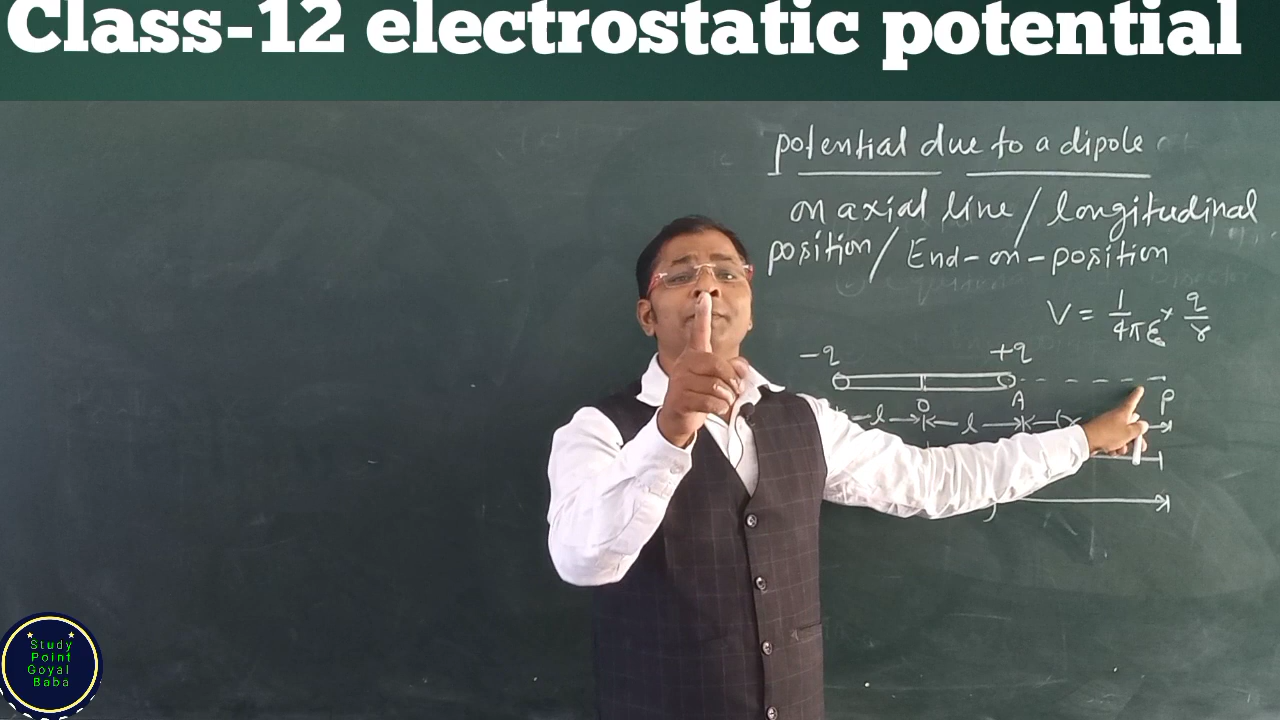 Class-12 electrostatic potential
potential due to a dipole
on axial line / longitudinal
position / End-on-position
V = 1/4πε₀ × q/r
-q +q
O A P
l l
Study
Point
Goyal
Baba